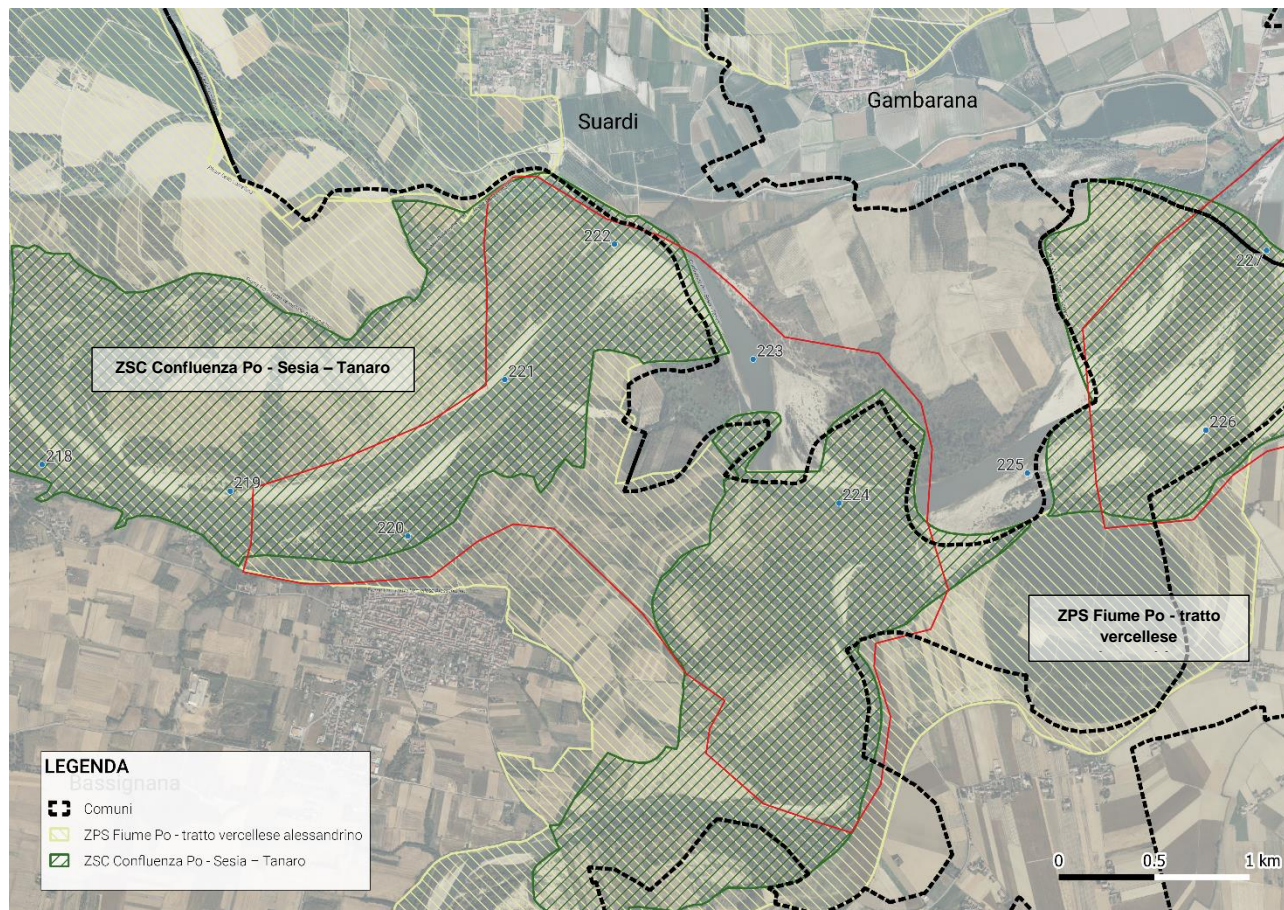 Suardi
Gambarana
222
227
223
ZSC Confluenza Po - Sesia – Tanaro
221
226
218
225
219
224
220
ZPS Fiume Po - tratto
vercellese
LEGENDA
Bassignana
Comuni
ZPS Fiume Po - tratto vercellese alessandrino
ZSC Confluenza Po - Sesia – Tanaro
0 0.5 1 km